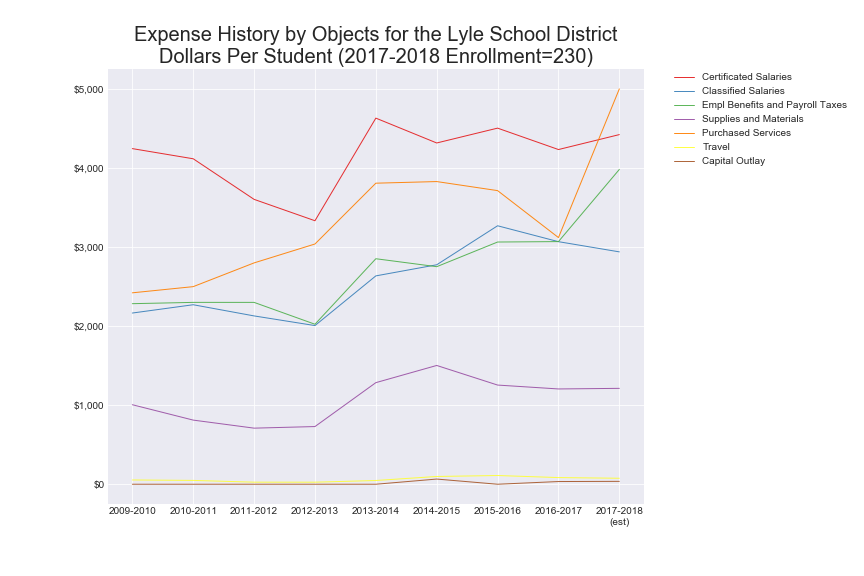 Expense History by Objects for the Lyle School District
Dollars Per Student (2017-2018 Enrollment=230)
$5,000
$4,000
$3,000
$2,000
$1,000
$0
2009-2010
2010-2011
2011-2012
2012-2013
2013-2014
2014-2015
2015-2016
2016-2017
2017-2018
(est)
Certificated Salaries
Classified Salaries
Empl Benefits and Payroll Taxes
Supplies and Materials
Purchased Services
Travel
Capital Outlay